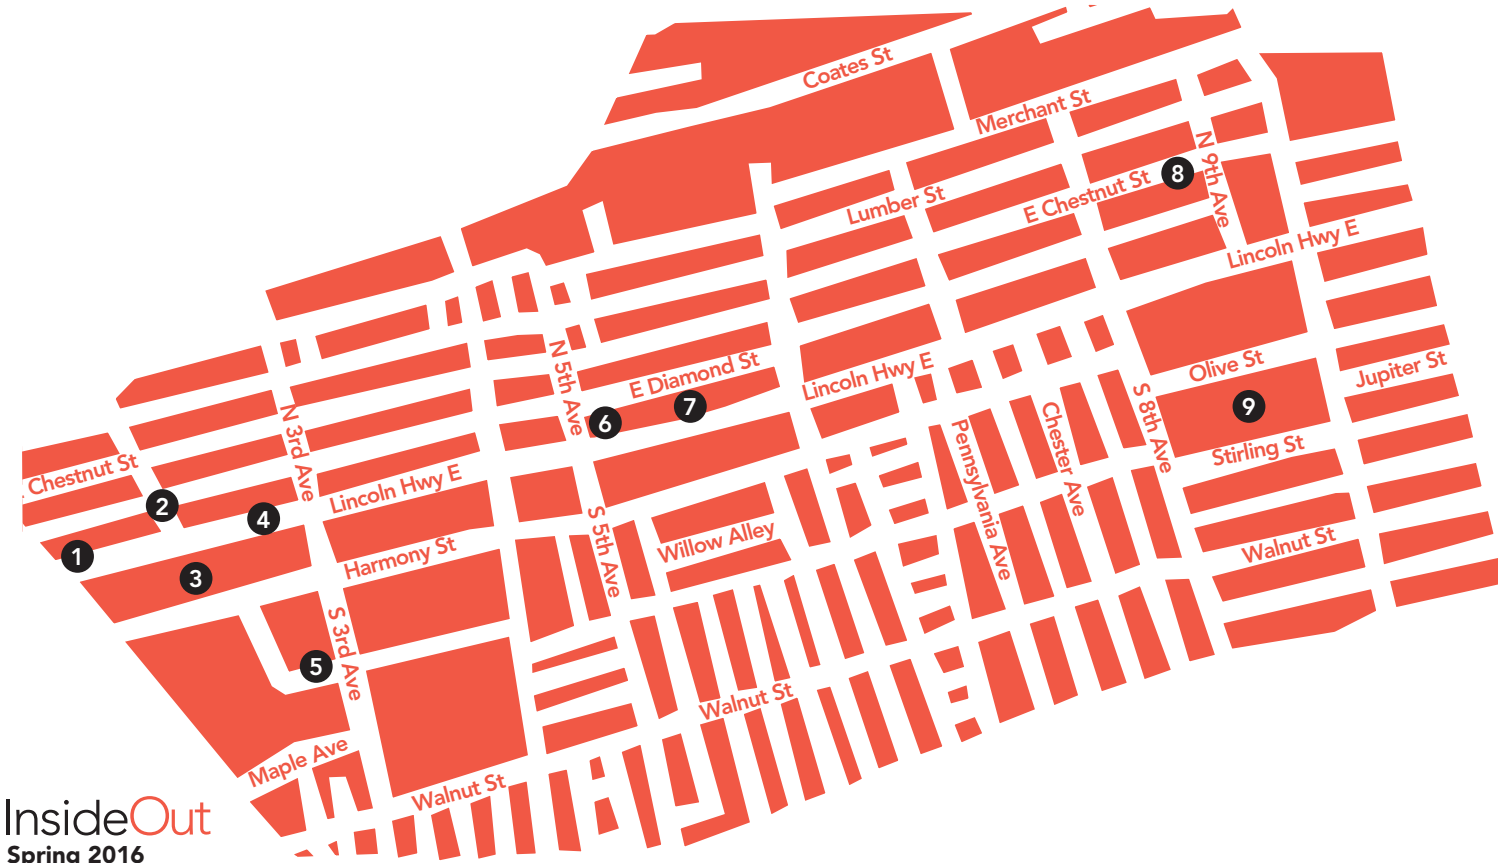 Coates St
Merchant St
N 9th Ave
8
E Chestnut St
Lumber St
Lincoln Hwy E
N 5th Ave
E Diamond St
6
7
Lincoln Hwy E
Olive St
Jupiter St
S 8th Ave
9
Chester Ave
Stirling St
Pennsylvania Ave
Chestnut St
N 3rd Ave
Lincoln Hwy E
2
4
1
3
Harmony St
S 5th Ave
Willow Alley
Walnut St
S 3rd Ave
5
Walnut St
Maple Ave
Walnut St
InsideOut
Spring 2016